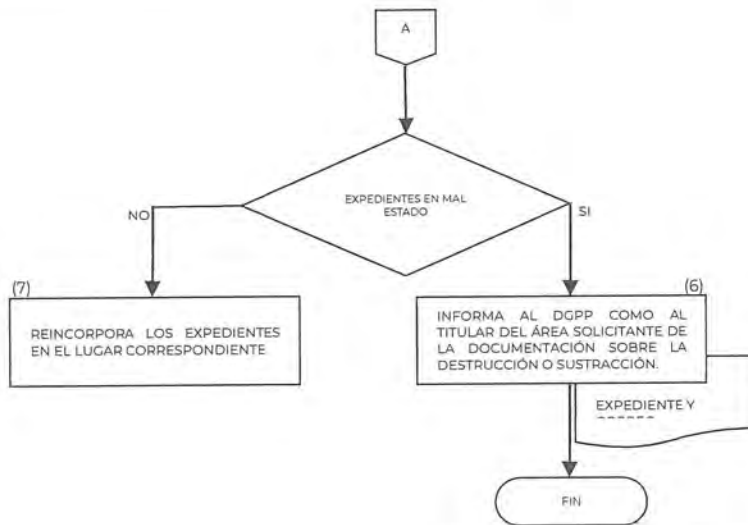 A
EXPEDIENTES EN MAL
ESTADO
NO
SI
(7)
REINCORPORA LOS EXPEDIENTES
EN EL LUGAR CORRESPONDIENTE
(6)
INFORMA AL DGPP COMO AL
TITULAR DEL ÁREA SOLICITANTE DE
LA DOCUMENTACIÓN SOBRE LA
DESTRUCCIÓN O SUSTRACCIÓN.
EXPEDIENTE Y
FIN